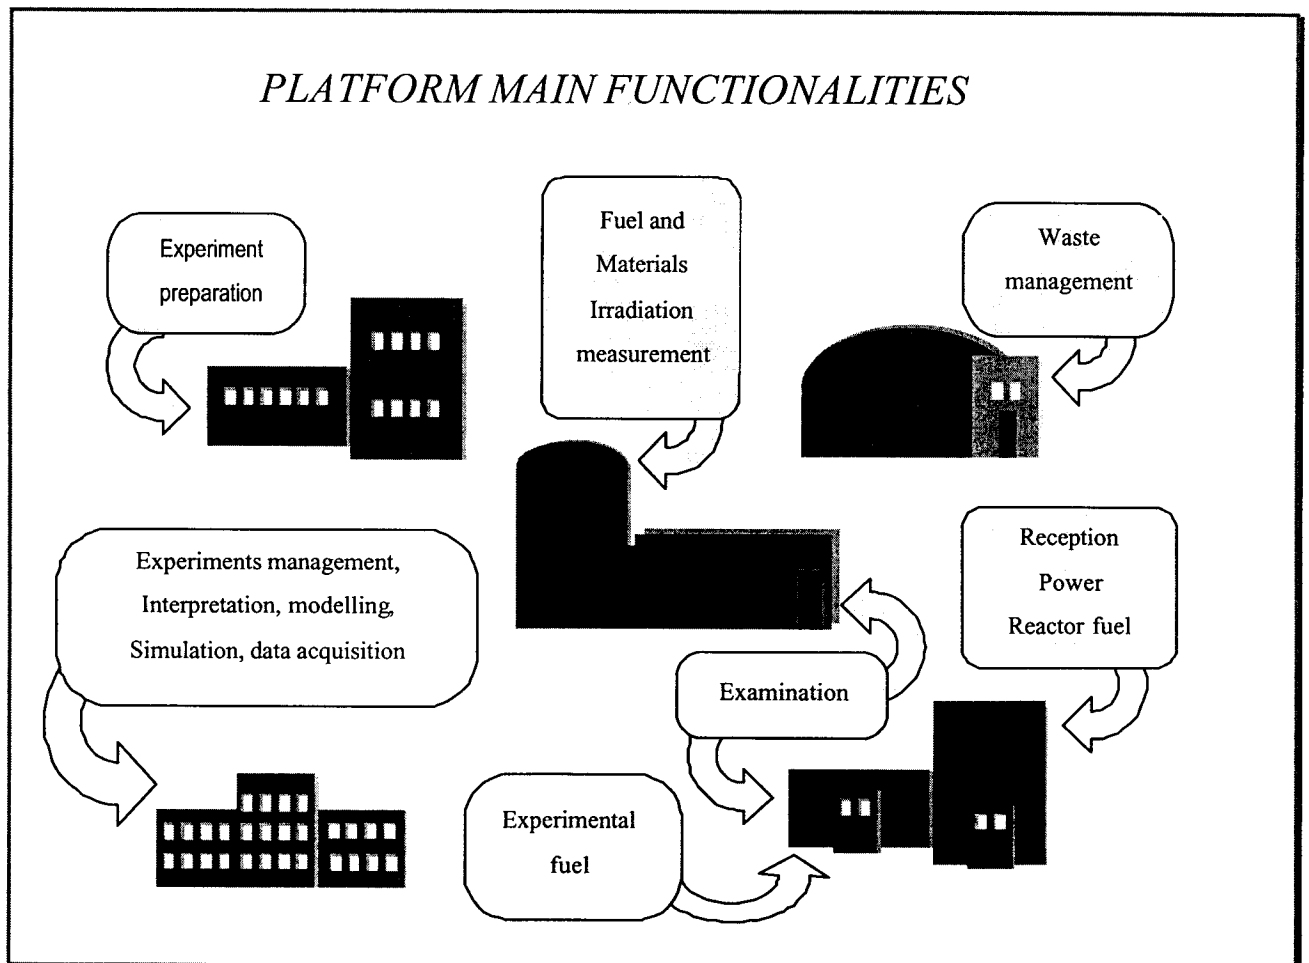 PLATFORM MAIN FUNCTIONALITIES
Experiment
preparation
Fuel and
Materials
Irradiation
measurement
Waste
management
Experiments management,
Interpretation, modelling,
Simulation, data acquisition
Reception
Power
Reactor fuel
Examination
Experimental
fuel